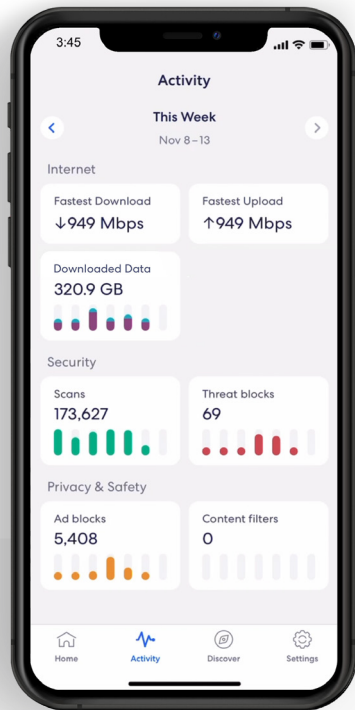 3:45
Activity
This Week
Nov 8–13
Internet
Fastest Download
↓949 Mbps
Fastest Upload
↑949 Mbps
Downloaded Data
320.9 GB
Security
Scans
173,627
Threat blocks
69
Privacy & Safety
Ad blocks
5,408
Content filters
0
Home
Activity
Discover
Settings